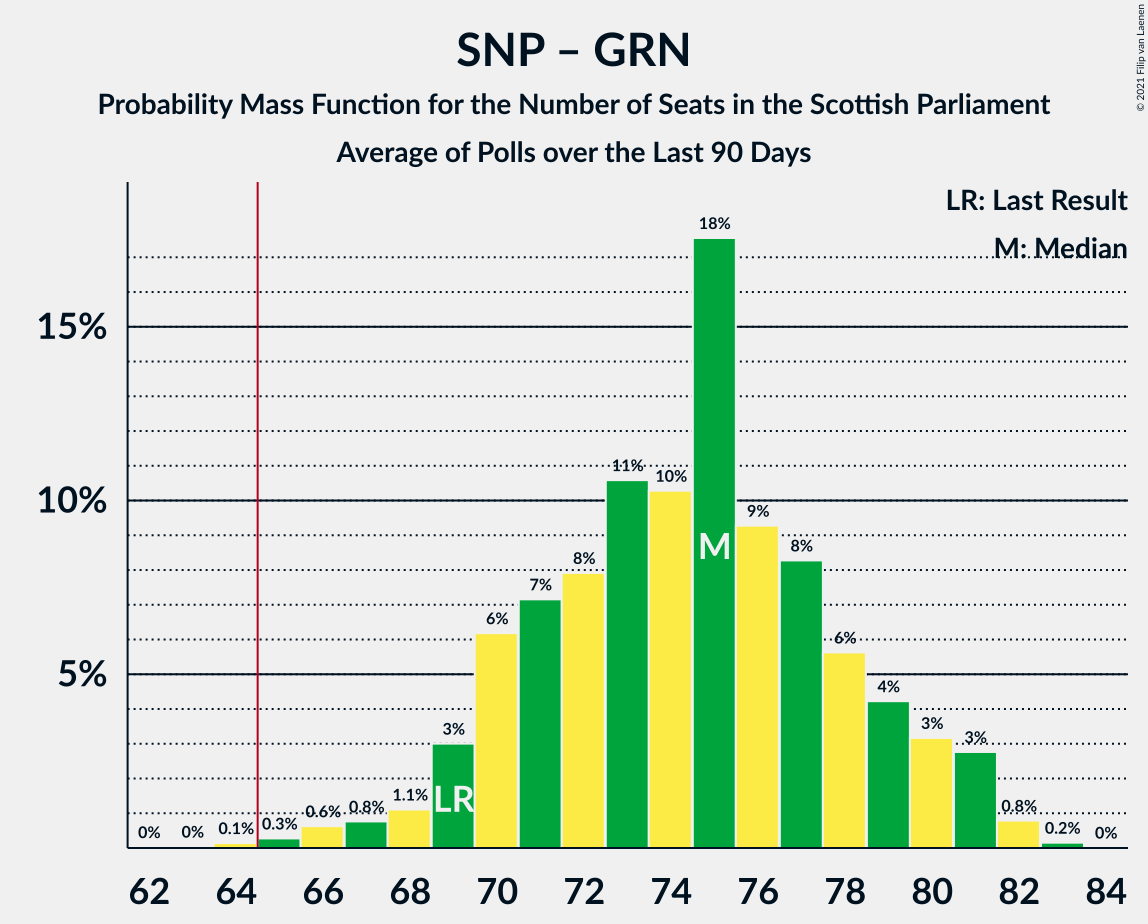 SNP – GRN
Probability Mass Function for the Number of Seats in the Scottish Parliament
Average of Polls over the Last 90 Days
© 2021 Filip van Laenen
LR: Last Result
M: Median
15%
10%
5%
0%
0%
0.1%
0.3%
0.6%
0.8%
1.1%
3%
6%
7%
8%
11%
10%
18%
9%
8%
6%
4%
3%
3%
0.8%
0.2%
0%
LR
M
62 64 66 68 70 72 74 76 78 80 82 84